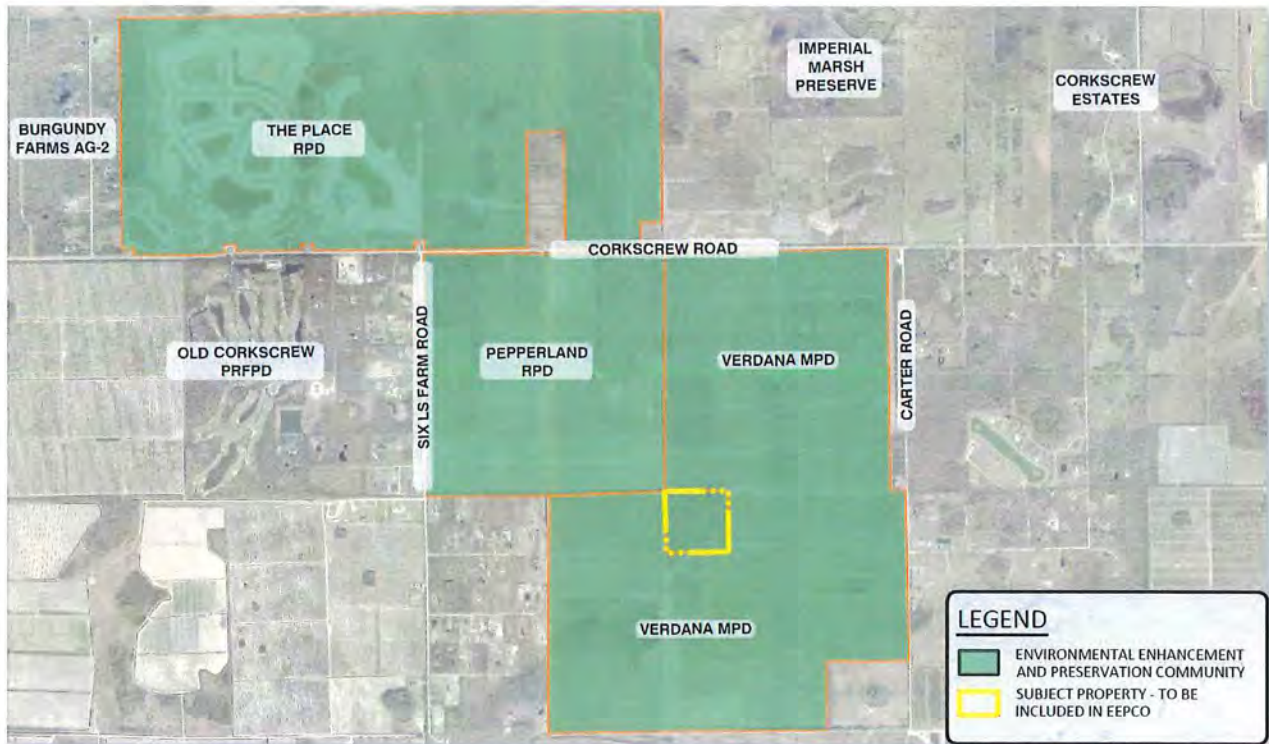 IMPERIAL
MARSH
PRESERVE
CORKSCREW
ESTATES
BURGUNDY
FARMS AG-2
THE PLACE
RPD
CORKSCREW ROAD
OLD CORKSCREW
PRFPD
SIX LS FARM ROAD
PEPPERLAND
RPD
VERDANA MPD
CARTER ROAD
VERDANA MPD
LEGEND
ENVIRONMENTAL ENHANCEMENT
AND PRESERVATION COMMUNITY
SUBJECT PROPERTY - TO BE
INCLUDED IN EEPCO